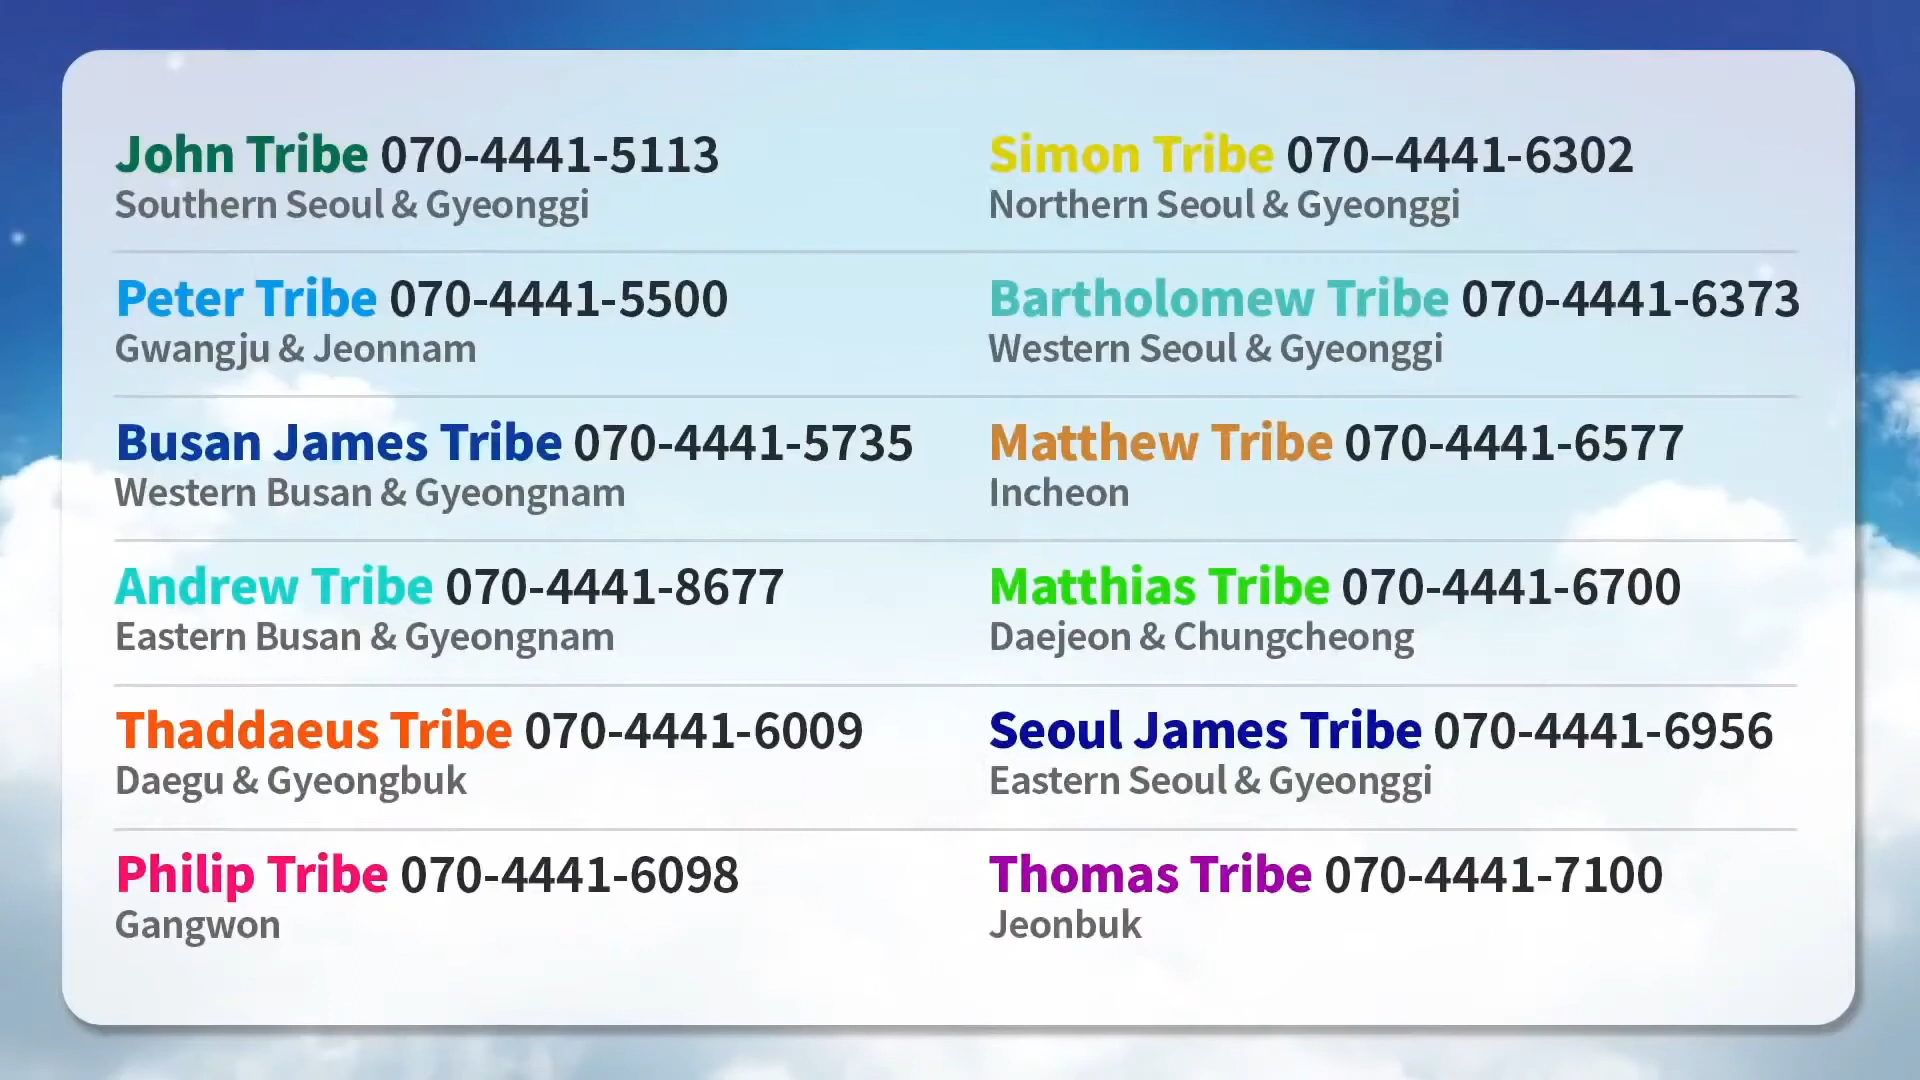 John Tribe 070-4441-5113
Southern Seoul & Gyeonggi
Peter Tribe 070-4441-5500
Gwangju & Jeonnam
Busan James Tribe 070-4441-5735
Western Busan & Gyeongnam
Andrew Tribe 070-4441-8677
Eastern Busan & Gyeongnam
Thaddaeus Tribe 070-4441-6009
Daegu & Gyeongbuk
Philip Tribe 070-4441-6098
Gangwon
Simon Tribe 070–4441-6302
Northern Seoul & Gyeonggi
Bartholomew Tribe 070-4441-6373
Western Seoul & Gyeonggi
Matthew Tribe 070-4441-6577
Incheon
Matthias Tribe 070-4441-6700
Daejeon & Chungcheong
Seoul James Tribe 070-4441-6956
Eastern Seoul & Gyeonggi
Thomas Tribe 070-4441-7100
Jeonbuk